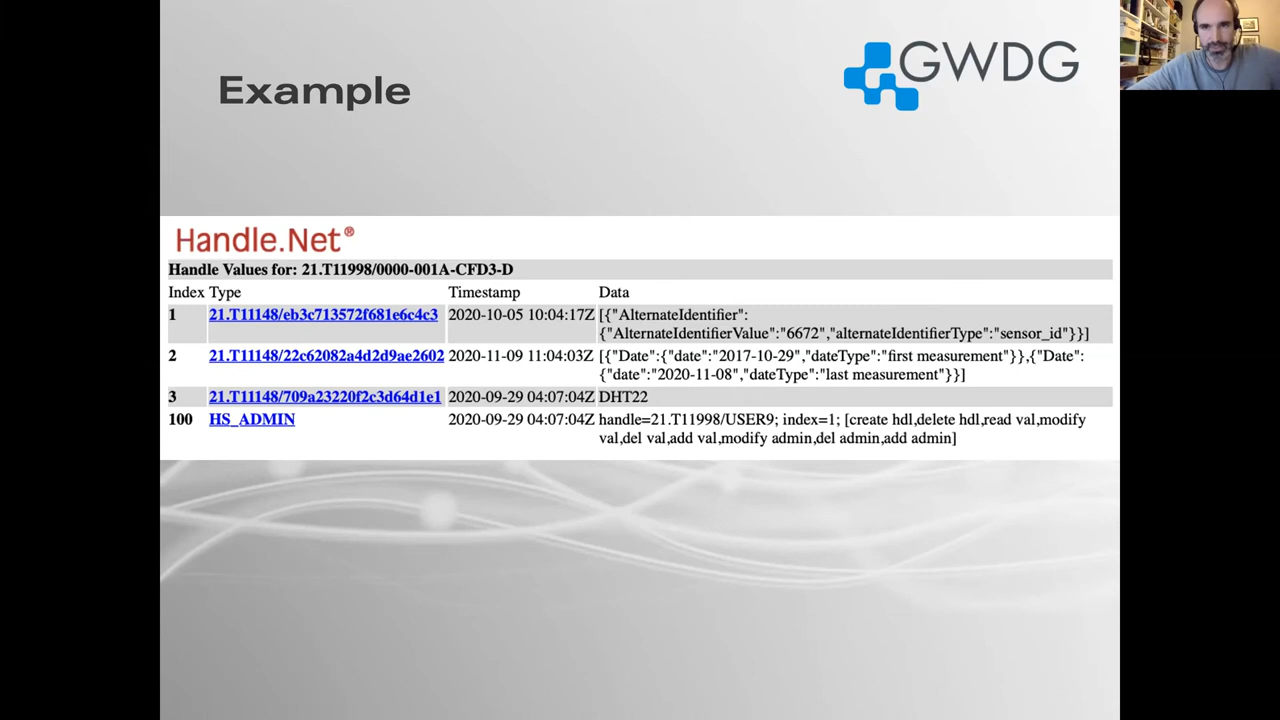 Example
GWDG
Handle.Net®
Handle Values for: 21.T11998/0000-001A-CFD3-D
Index Type Timestamp Data
1 21.T11148/eb3c713572f681e6c4c3 2020-10-05 10:04:17Z [{"AlternateIdentifier":
{"AlternateIdentifierValue":"6672","alternateIdentifierType":"sensor_id"}}]
2 21.T11148/22c62082a4d2d9ae2602 2020-11-09 11:04:03Z [{"Date":{"date":"2017-10-29","dateType":"first measurement"}},{"Date":
{"date":"2020-11-08","dateType":"last measurement"}}]
3 21.T11148/709a23220f2c3d64d1e1 2020-09-29 04:07:04Z DHT22
100 HS_ADMIN 2020-09-29 04:07:04Z handle=21.T11998/USER9; index=1; [create hdl,delete hdl,read val,modify
val,del val,add val,modify admin,del admin,add admin]